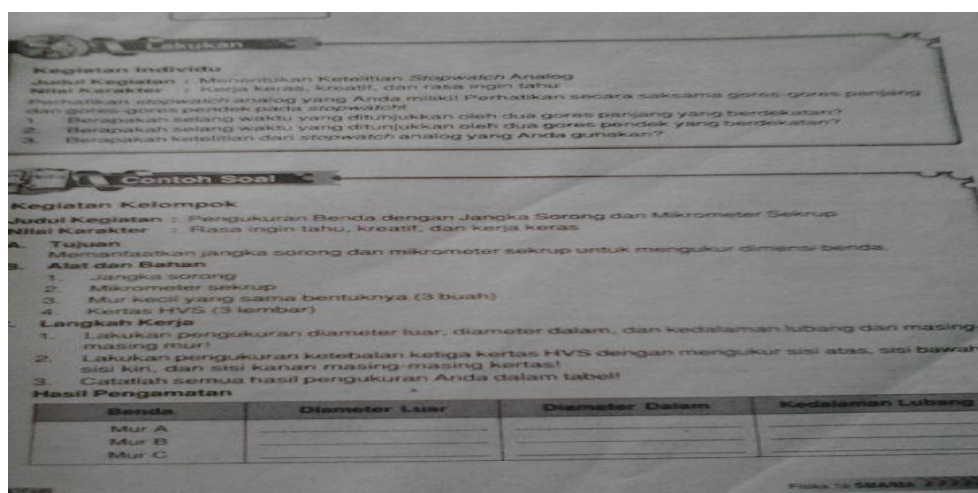 Lakukan
Kegiatan Individu
Judul Kegiatan : Menentukan Ketelitian Stopwatch Analog
Nilai Karakter : Kerja keras, kreatif, dan rasa ingin tahu
Perhatikan stopwatch analog yang Anda miliki! Perhatikan secara saksama gores-gores panjang
dan gores-gores pendek pada stopwatch!
1. Berapakah selang waktu yang ditunjukkan oleh dua gores panjang yang berdekatan?
2. Berapakah selang waktu yang ditunjukkan oleh dua gores pendek yang berdekatan?
3. Berapakah ketelitian dari stopwatch analog yang Anda gunakan?
Contoh Soal
Kegiatan Kelompok
Judul Kegiatan : Pengukuran Benda dengan Jangka Sorong dan Mikrometer Sekrup
Nilai Karakter : Rasa ingin tahu, kreatif, dan kerja keras
A. Tujuan
Memanfaatkan jangka sorong dan mikrometer sekrup untuk mengukur dimensi benda.
B. Alat dan Bahan
1. Jangka sorong
2. Mikrometer sekrup
3. Mur kecil yang sama bentuknya (3 buah)
4. Kertas HVS (3 lembar)
Langkah Kerja
1. Lakukan pengukuran diameter luar, diameter dalam, dan kedalaman lubang dari masing-
masing mur!
2. Lakukan pengukuran ketebalan ketiga kertas HVS dengan mengukur sisi atas, sisi bawah
sisi kiri, dan sisi kanan masing-masing kertas!
3. Catatlah semua hasil pengukuran Anda dalam tabel!
Hasil Pengamatan
Benda Diameter Luar Diameter Dalam Kedalaman Lubang
Mur A
Mur B
Mur C
Fisika 1a SMA/MA